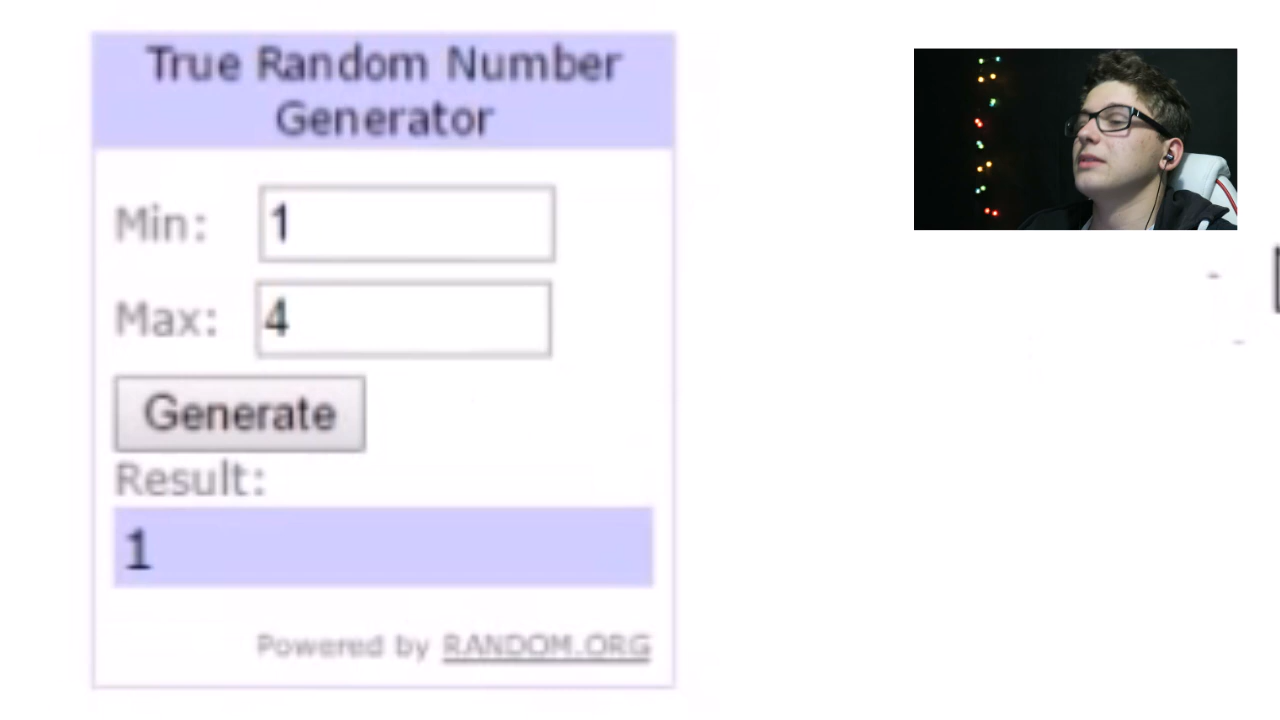 True Random Number
Generator
Min: 1
Max: 4
Generate
Result:
1
Powered by RANDOM.ORG